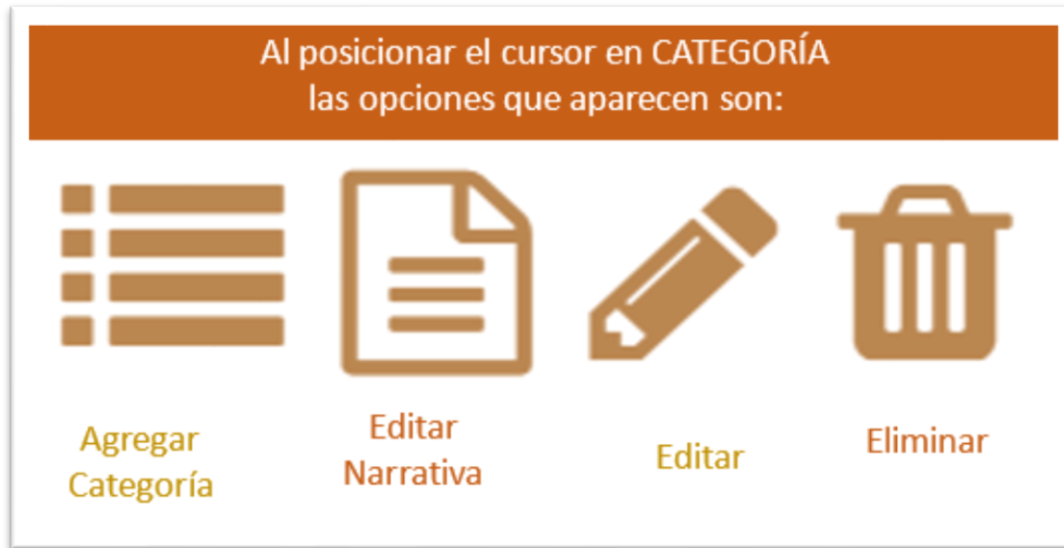 Al posicionar el cursor en CATEGORÍA
las opciones que aparecen son:
Agregar
Categoría
Editar
Narrativa
Editar
Eliminar